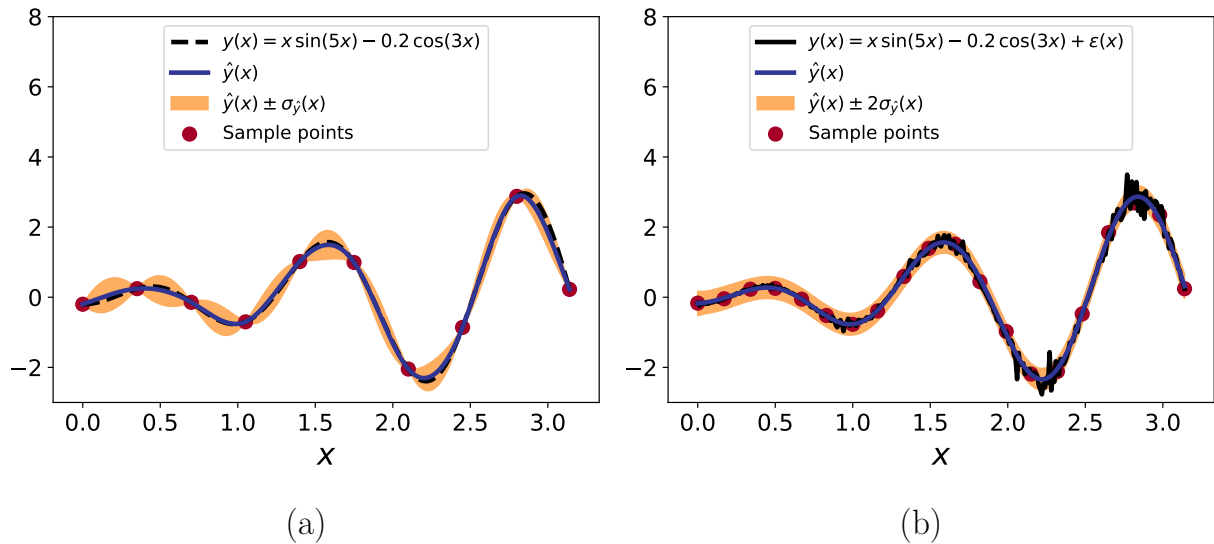 8
6
4
2
0
−2
0.0 0.5 1.0 1.5 2.0 2.5 3.0
x
y(x) = x sin(5x) − 0.2 cos(3x)
ŷ(x)
ŷ(x) ± σ_ŷ(x)
Sample points
(a)
8
6
4
2
0
−2
0.0 0.5 1.0 1.5 2.0 2.5 3.0
x
y(x) = x sin(5x) − 0.2 cos(3x) + ε(x)
ŷ(x)
ŷ(x) ± 2σ_ŷ(x)
Sample points
(b)